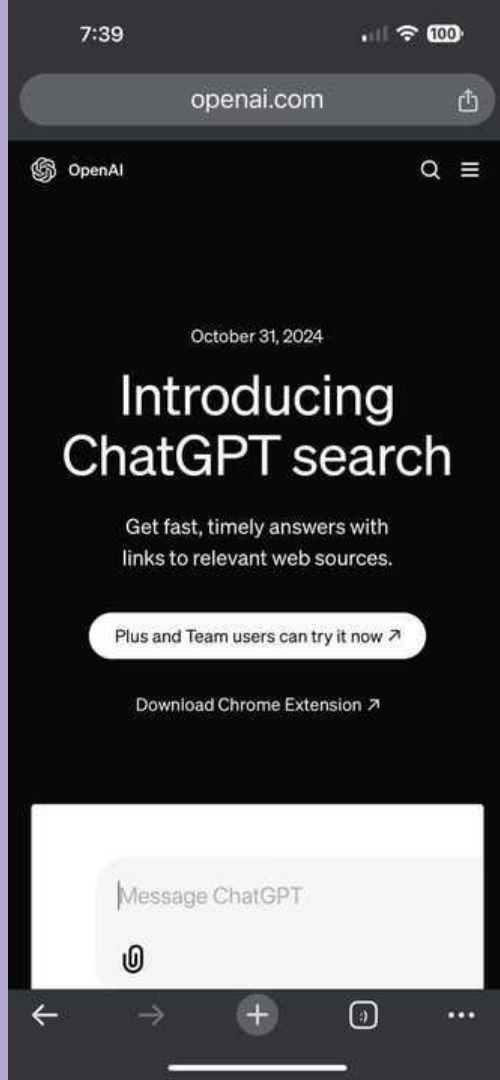 7:39
100
openai.com
OpenAI
October 31, 2024
Introducing
ChatGPT search
Get fast, timely answers with
links to relevant web sources.
Plus and Team users can try it now ↗
Download Chrome Extension ↗
Message ChatGPT
:)